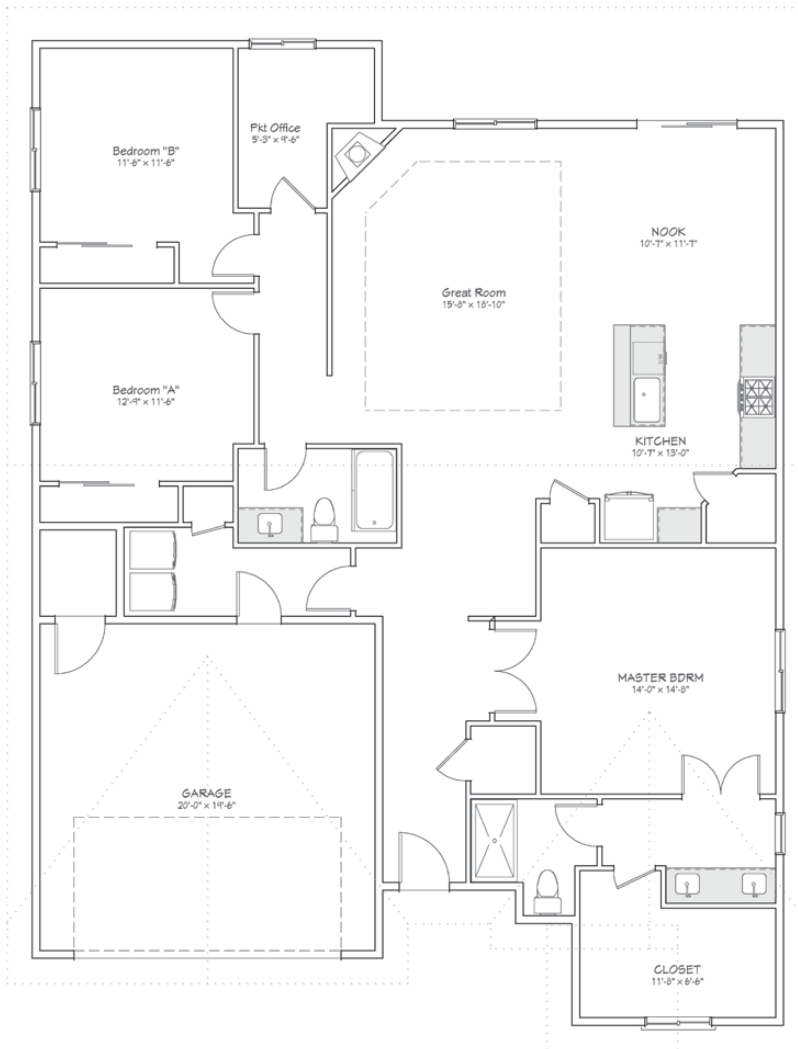 Pkt Office
5'-3" x 9'-6"
Bedroom "B"
11'-6" x 11'-6"
NOOK
10'-7" x 11'-7"
Great Room
15'-8" x 18'-10"
Bedroom "A"
12'-9" x 11'-6"
KITCHEN
10'-7" x 13'-0"
MASTER BDRM
14'-0" x 14'-8"
GARAGE
20'-0" x 19'-6"
CLOSET
11'-8" x 6'-6"